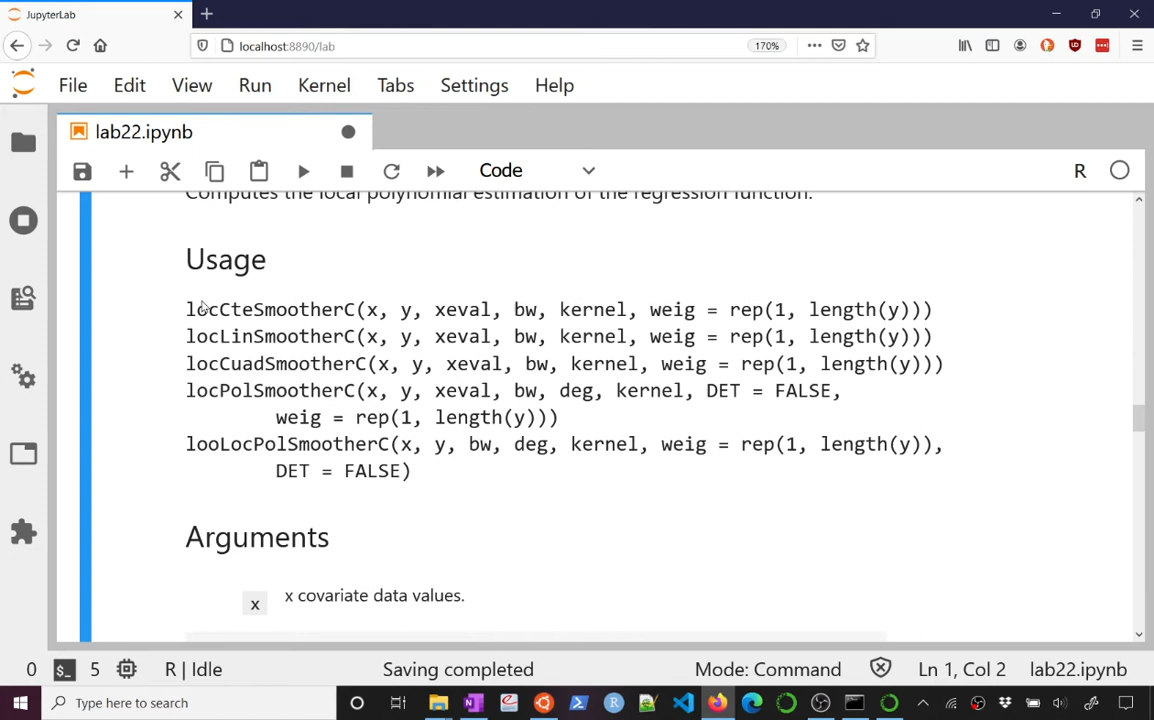 JupyterLab
localhost:8890/lab
170%
File Edit View Run Kernel Tabs Settings Help
lab22.ipynb
Code
R
Computes the local polynomial estimation of the regression function.
Usage
locCteSmootherC(x, y, xeval, bw, kernel, weig = rep(1, length(y)))
locLinSmootherC(x, y, xeval, bw, kernel, weig = rep(1, length(y)))
locCuadSmootherC(x, y, xeval, bw, kernel, weig = rep(1, length(y)))
locPolSmootherC(x, y, xeval, bw, deg, kernel, DET = FALSE,
weig = rep(1, length(y)))
looLocPolSmootherC(x, y, bw, deg, kernel, weig = rep(1, length(y)),
DET = FALSE)
Arguments
x x covariate data values.
0 5 R | Idle Saving completed Mode: Command Ln 1, Col 2 lab22.ipynb
Type here to search